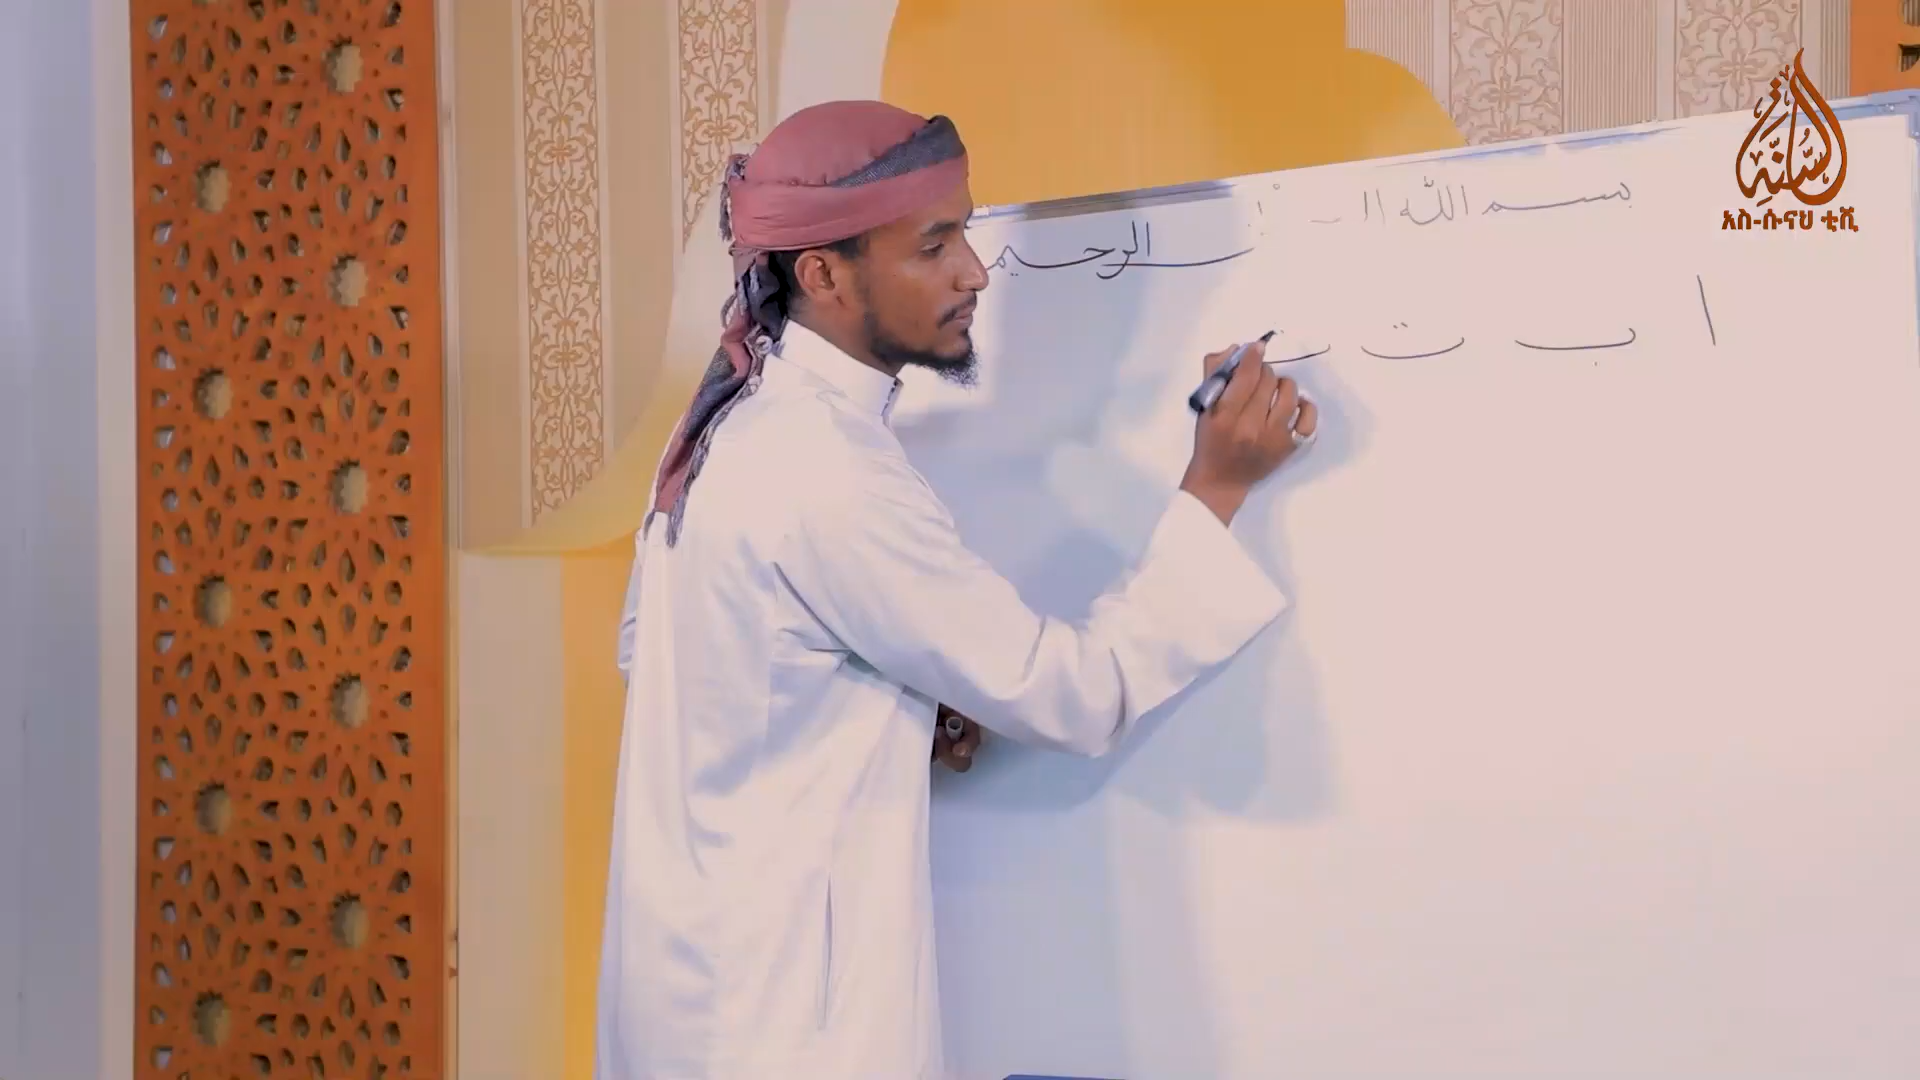 بسم الله الرحيم
ا ب ت
السنة
አስ-ሱናህ ቲቪ